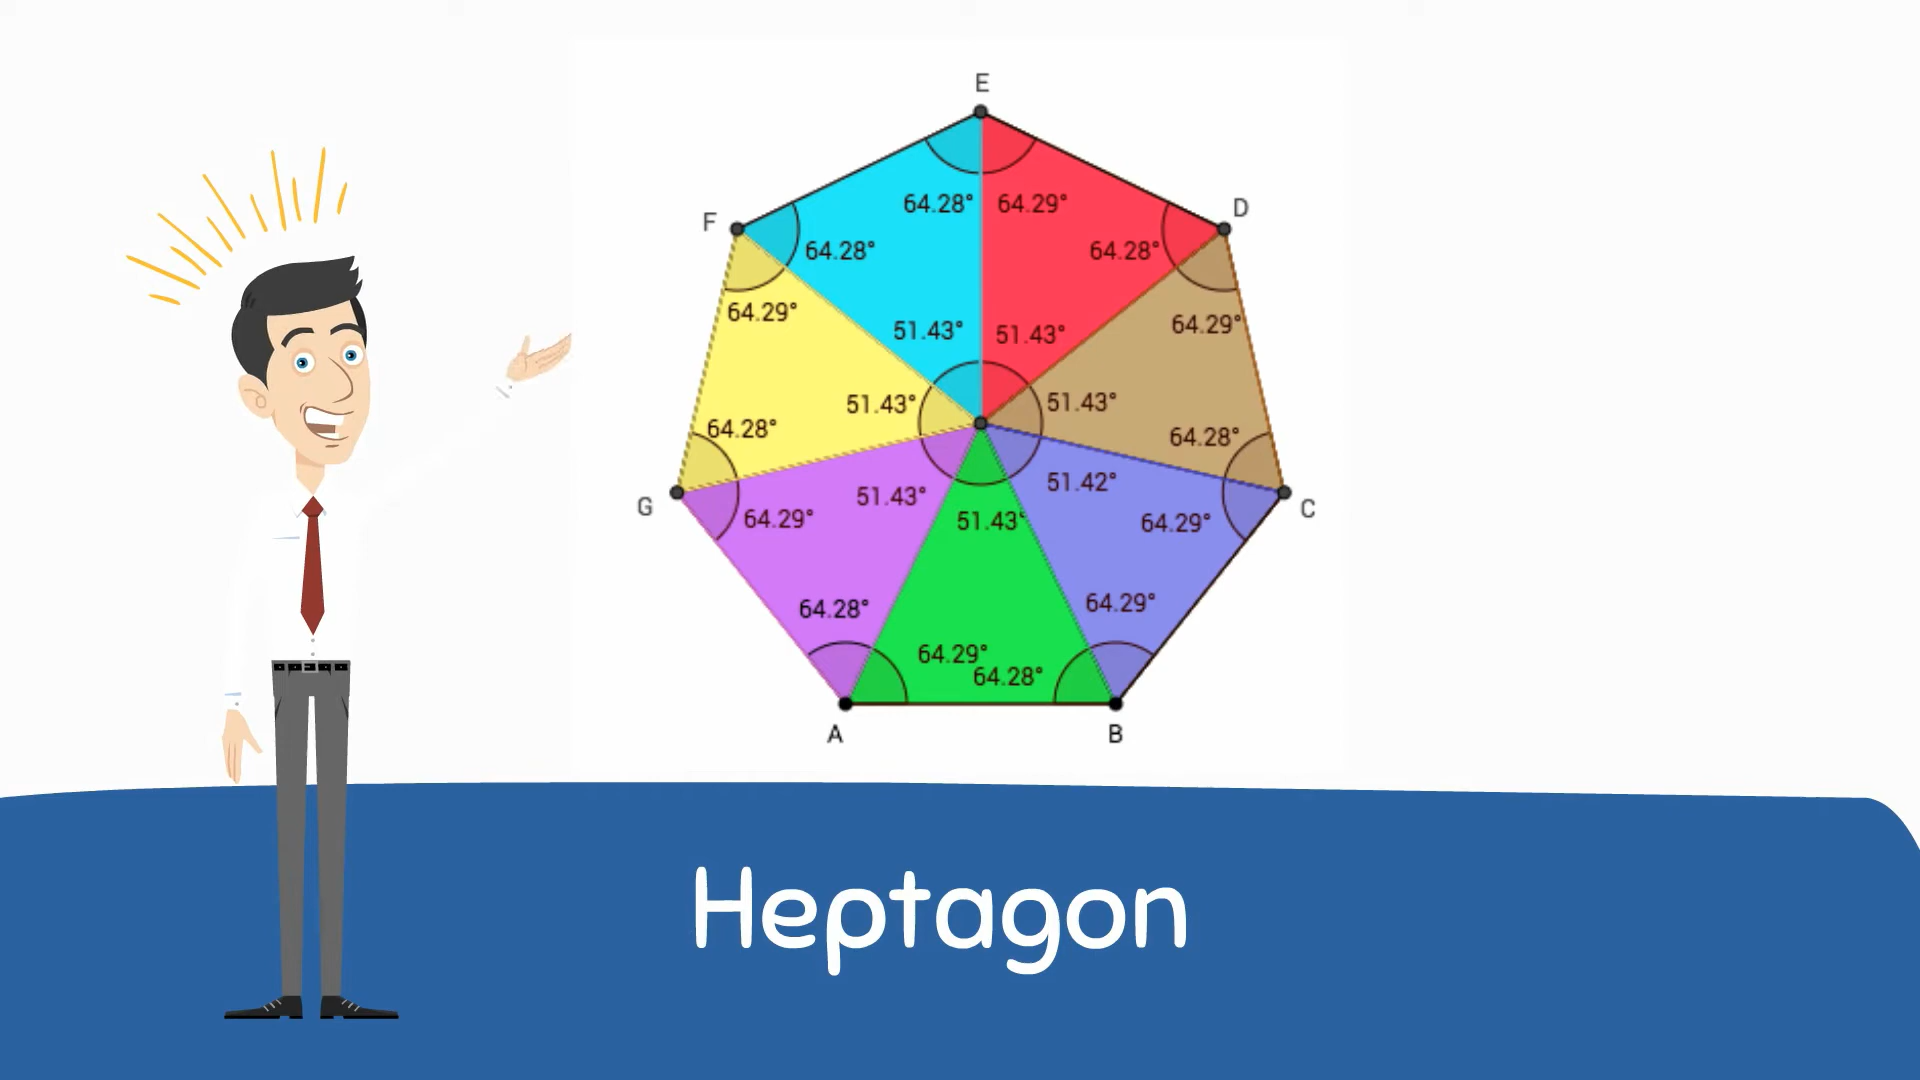 E
D
F
64.28° 64.29°
64.28° 64.28°
64.29° 64.29°
51.43° 51.43°
51.43° 51.43°
64.28° 64.28°
51.43° 51.42°
G C
64.29° 51.43° 64.29°
64.28° 64.29°
64.29°
64.28°
A B
Heptagon